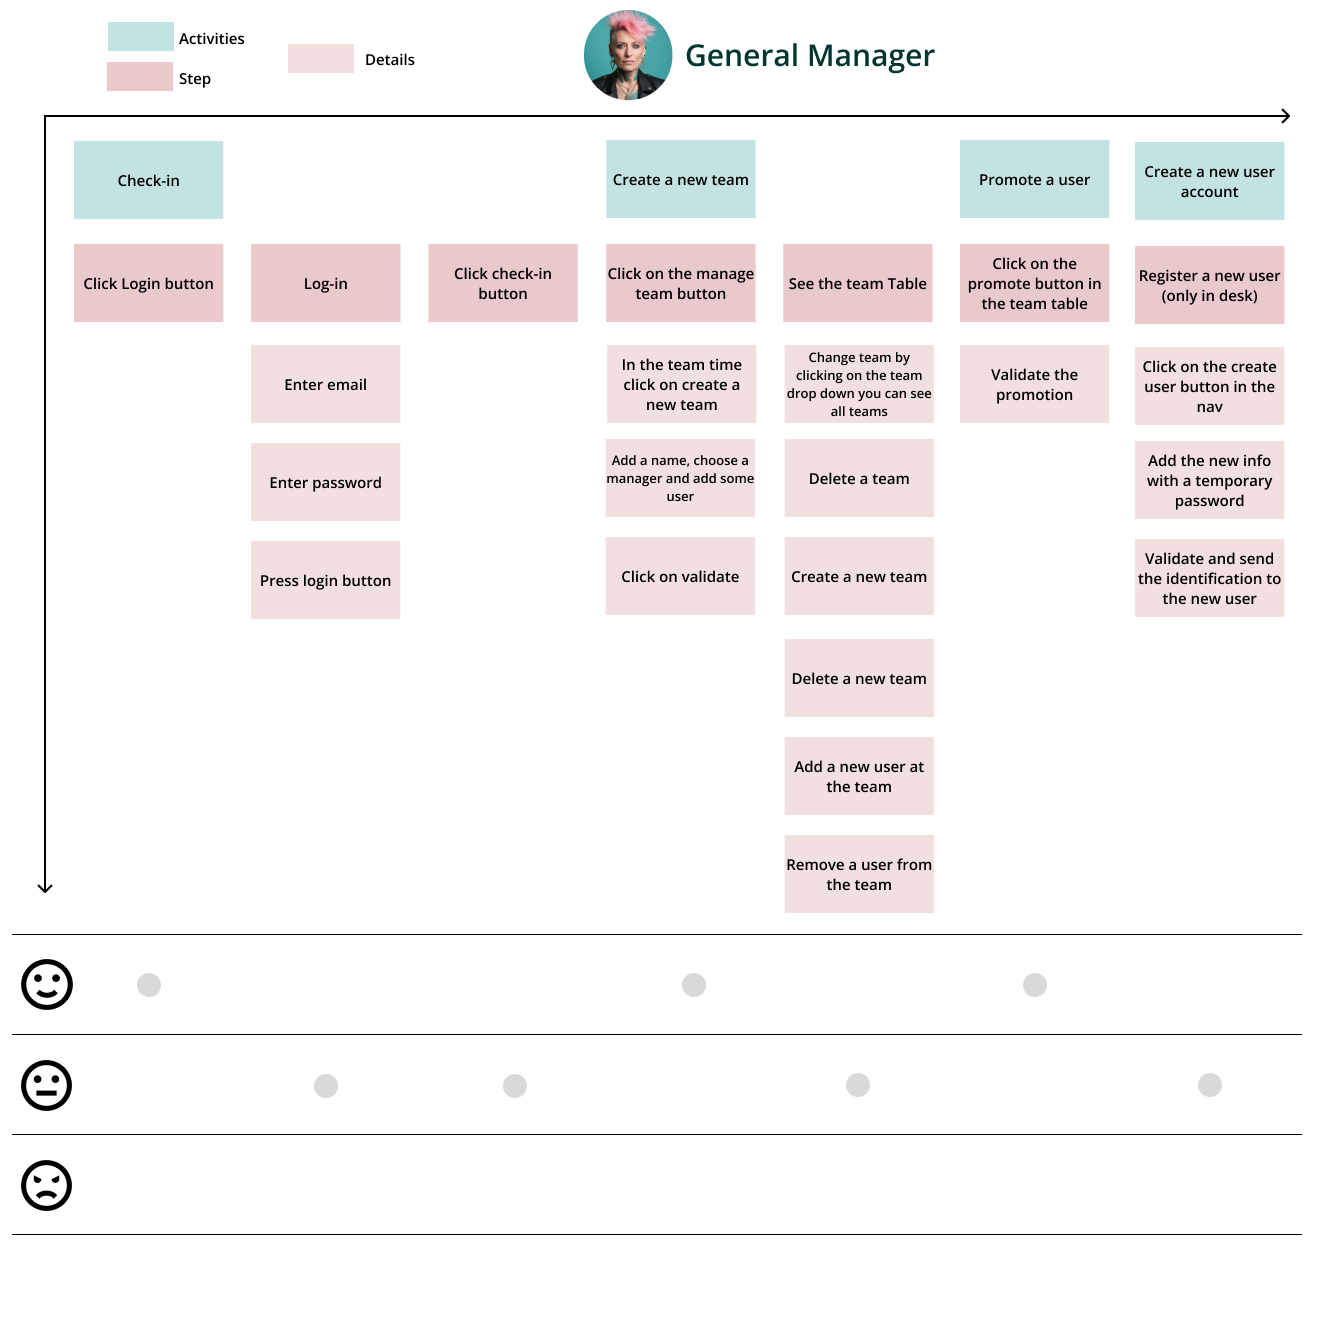 Activities
Step
Details
General Manager
Check-in
Create a new team
Promote a user
Create a new user
account
Click Login button
Log-in
Click check-in
button
Click on the manage
team button
See the team Table
Click on the
promote button in
the team table
Register a new user
(only in desk)
Enter email
In the team time
click on create a
new team
Change team by
clicking on the team
drop down you can see
all teams
Validate the
promotion
Click on the create
user button in the
nav
Enter password
Add a name, choose a
manager and add some
user
Delete a team
Add the new info
with a temporary
password
Press login button
Click on validate
Create a new team
Validate and send
the identification to
the new user
Delete a new team
Add a new user at
the team
Remove a user from
the team